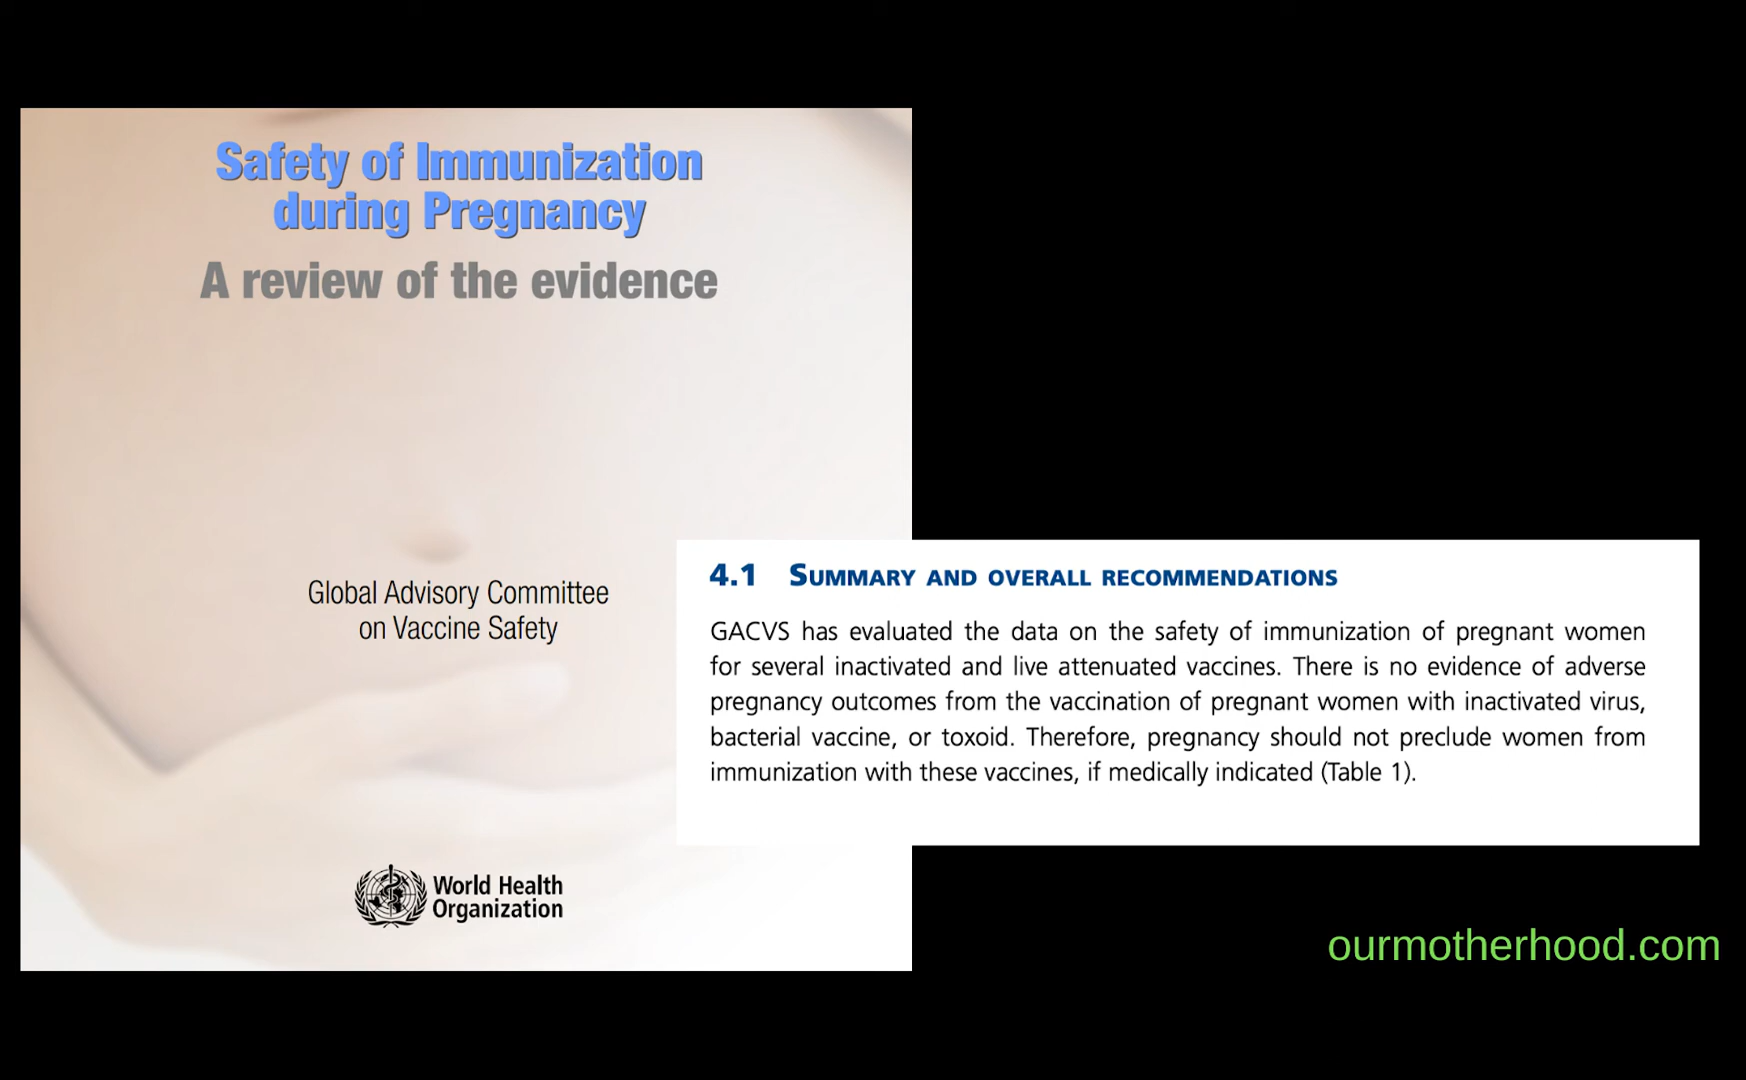 Safety of Immunization
during Pregnancy
A review of the evidence
Global Advisory Committee
on Vaccine Safety
World Health
Organization
4.1 SUMMARY AND OVERALL RECOMMENDATIONS
GACVS has evaluated the data on the safety of immunization of pregnant women
for several inactivated and live attenuated vaccines. There is no evidence of adverse
pregnancy outcomes from the vaccination of pregnant women with inactivated virus,
bacterial vaccine, or toxoid. Therefore, pregnancy should not preclude women from
immunization with these vaccines, if medically indicated (Table 1).
ourmotherhood.com